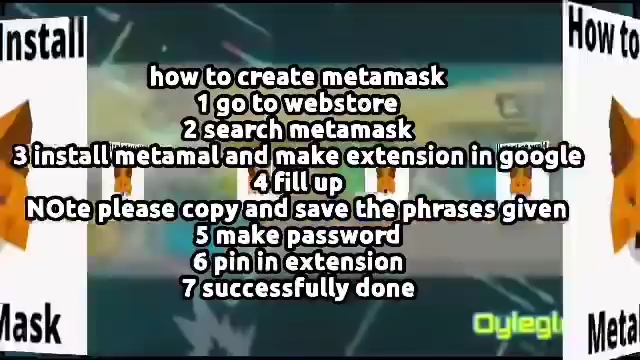 Install
How to
how to create metamask
1 go to webstore
2 search metamask
3 install metamal and make extension in google
4 fill up
NOte please copy and save the phrases given
5 make password
6 pin in extension
7 successfully done
Mask
Meta